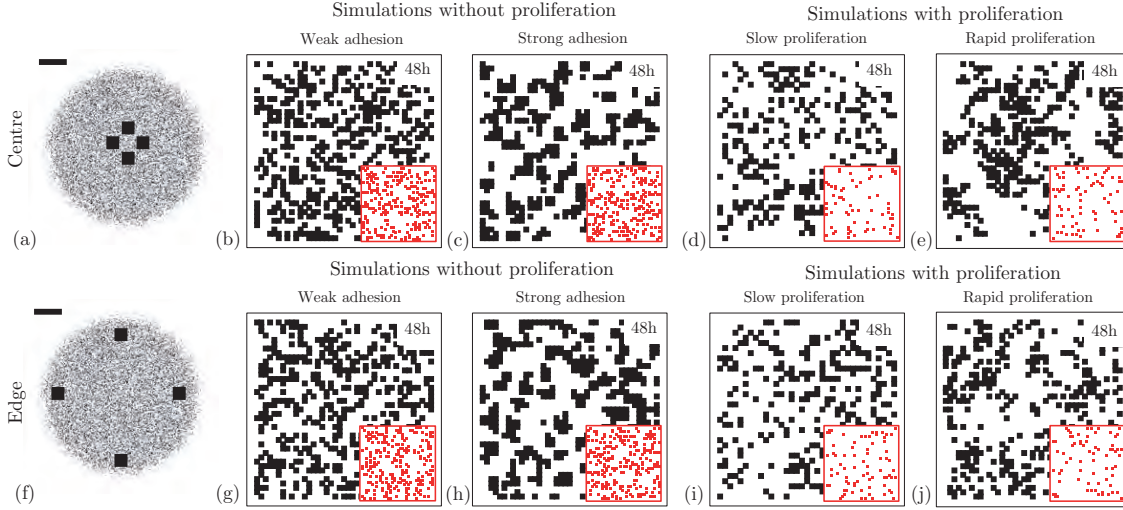 Simulations without proliferation
Simulations with proliferation
Weak adhesion
Strong adhesion
Slow proliferation
Rapid proliferation
Centre
48h
48h
48h
48h
(a)
(b)
(c)
(d)
(e)
Simulations without proliferation
Simulations with proliferation
Weak adhesion
Strong adhesion
Slow proliferation
Rapid proliferation
Edge
48h
48h
48h
48h
(f)
(g)
(h)
(i)
(j)